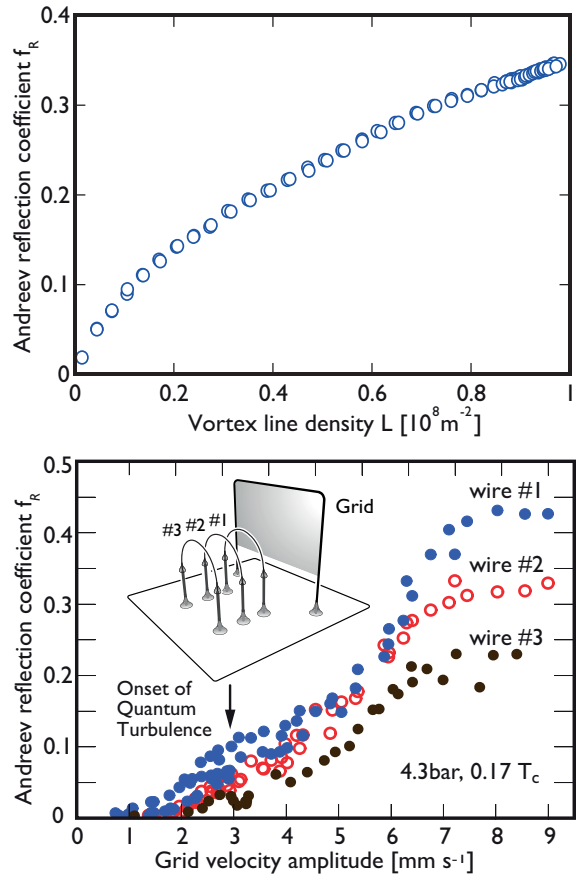 Andreev reflection coefficient f_R
0.4
0.3
0.2
0.1
0
0 0.2 0.4 0.6 0.8 1
Vortex line density L [10⁸m⁻²]
Andreev reflection coefficient f_R
0.5
0.4
0.3
0.2
0.1
0
wire #1
Grid
#3 #2 #1
wire #2
wire #3
Onset of
Quantum
Turbulence
4.3bar, 0.17 T_c
0 1 2 3 4 5 6 7 8 9
Grid velocity amplitude [mm s⁻¹]